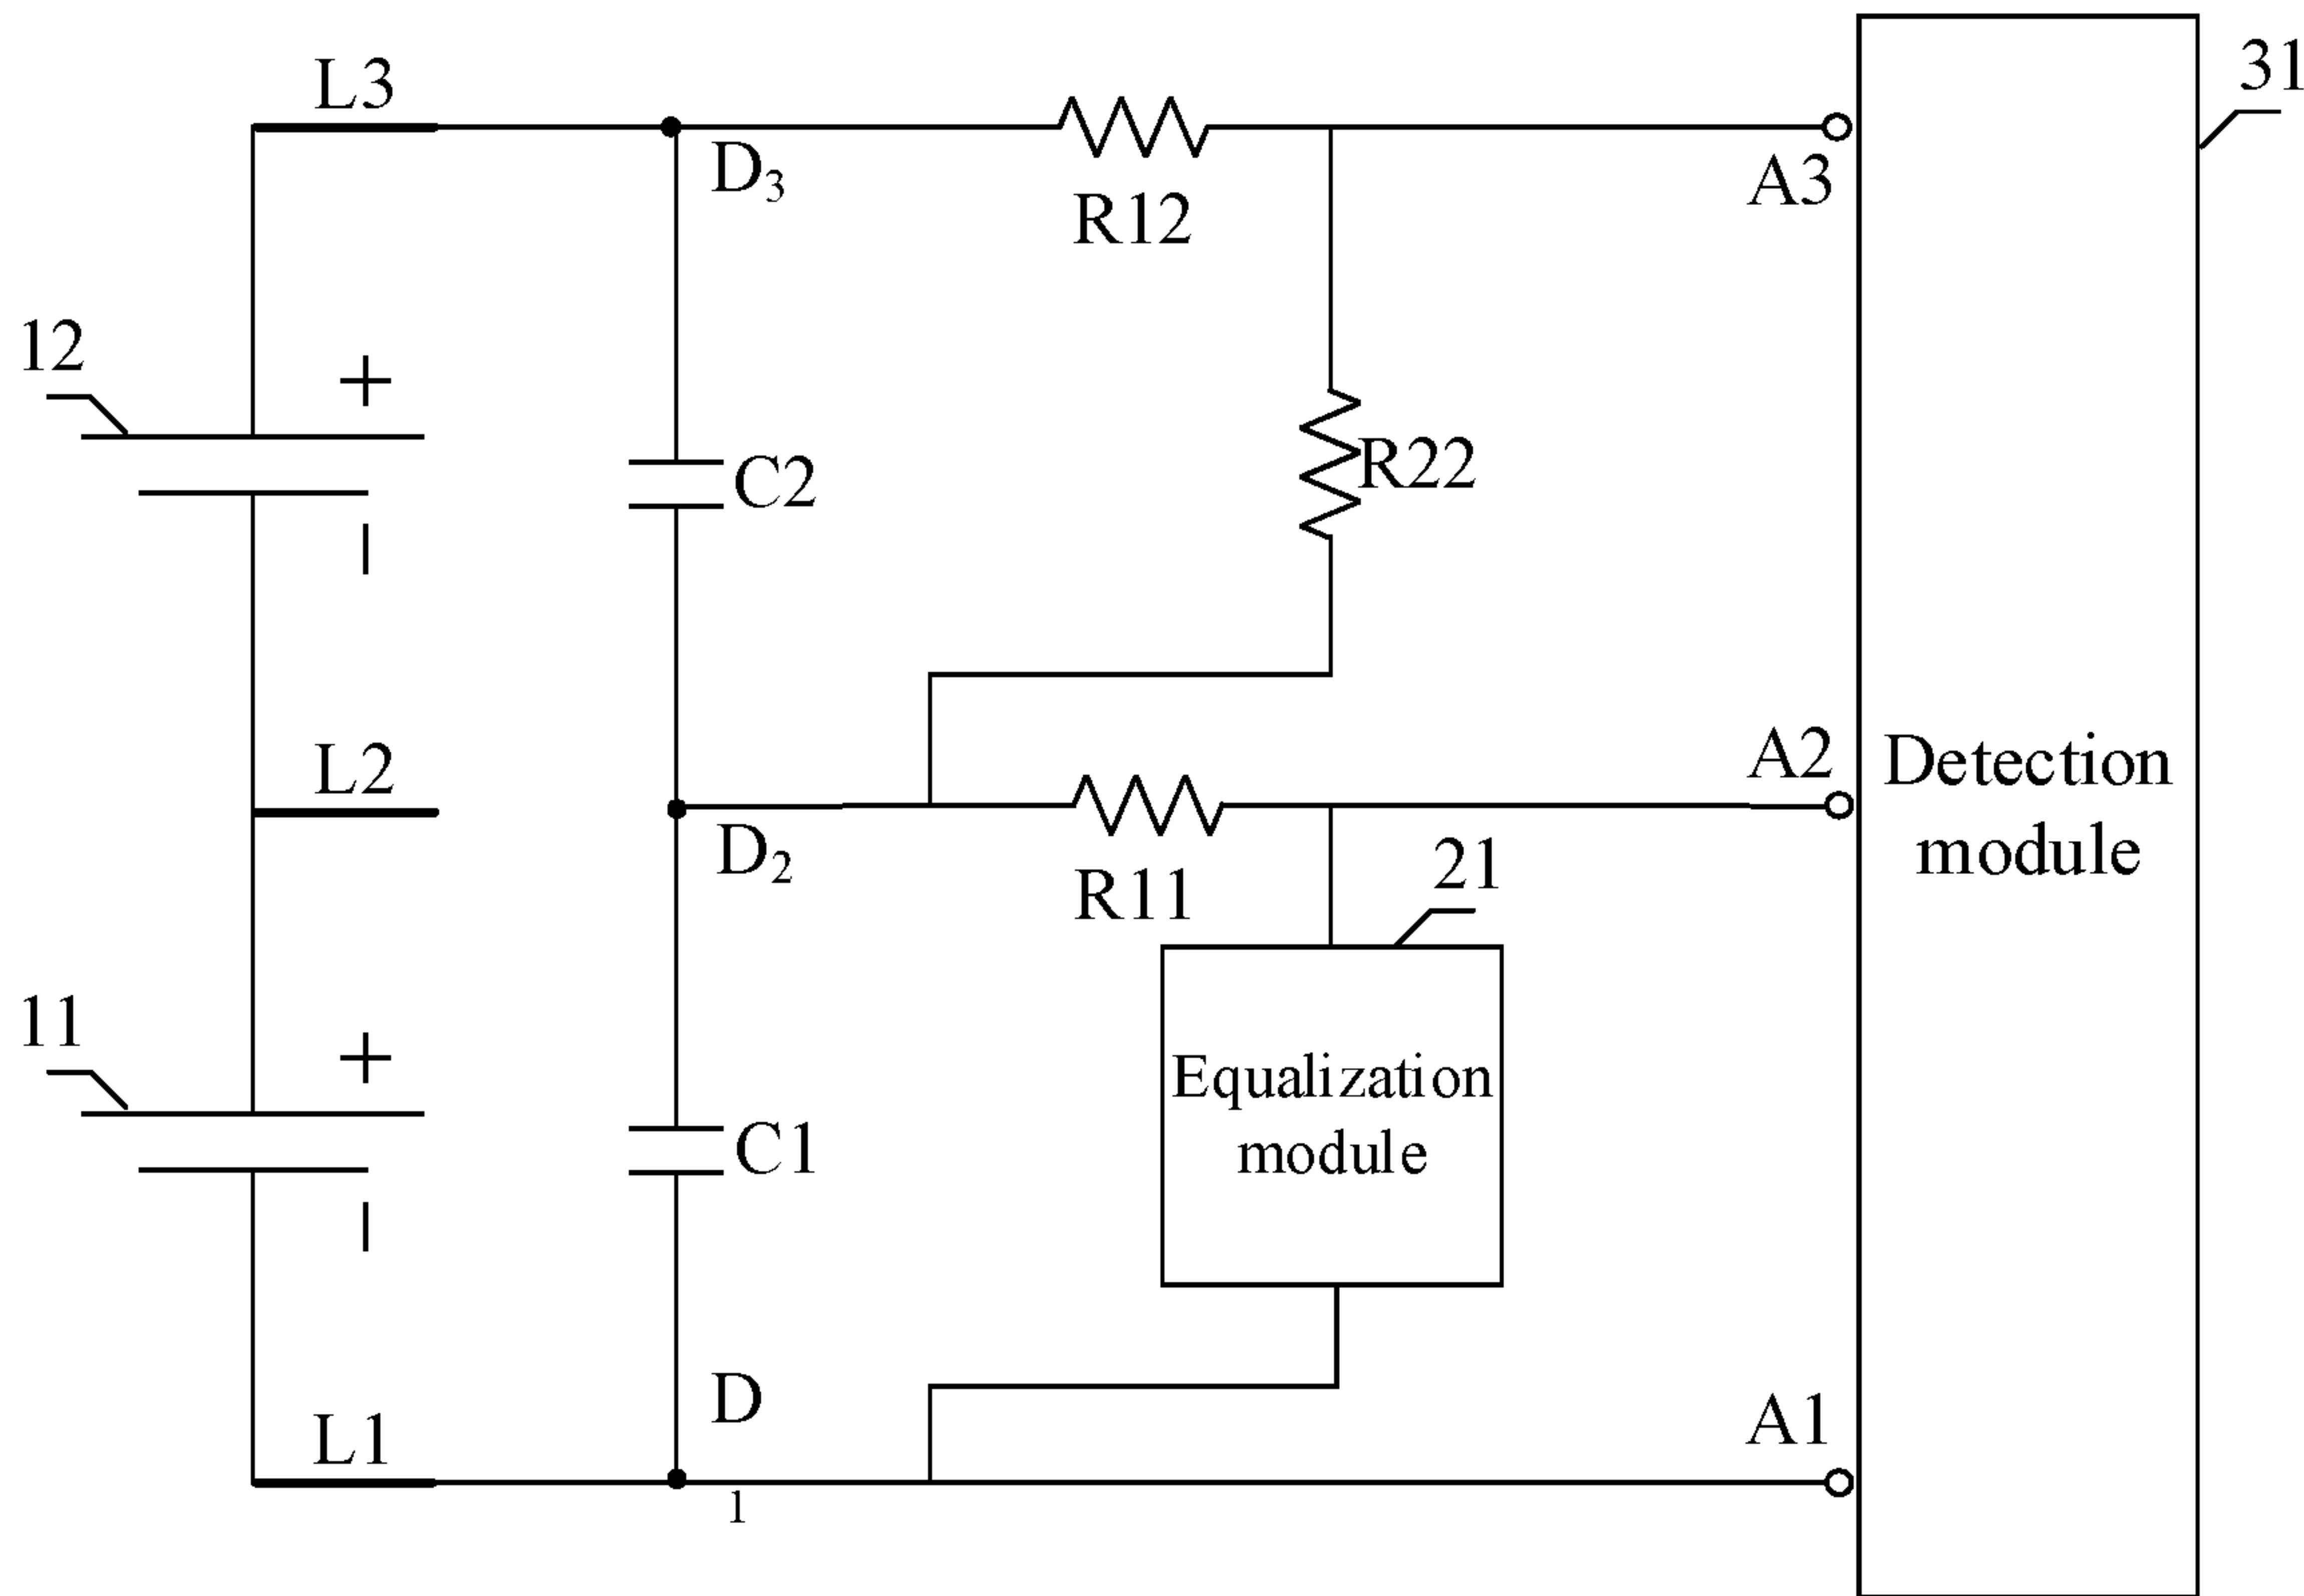 L3
31
D3
A3
R12
12
+
R22
C2
−
L2
A2
Detection
module
D2
R11
21
11
+
Equalization
module
C1
−
D
1
L1
A1